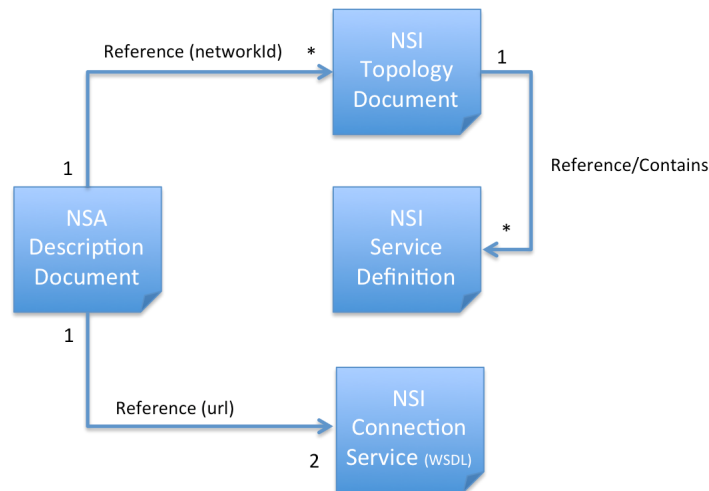 Reference (networkId)
*
NSI
Topology
Document
1
Reference/Contains
1
NSA
Description
Document
NSI
Service
Definition
*
1
Reference (url)
2
NSI
Connection
Service (WSDL)